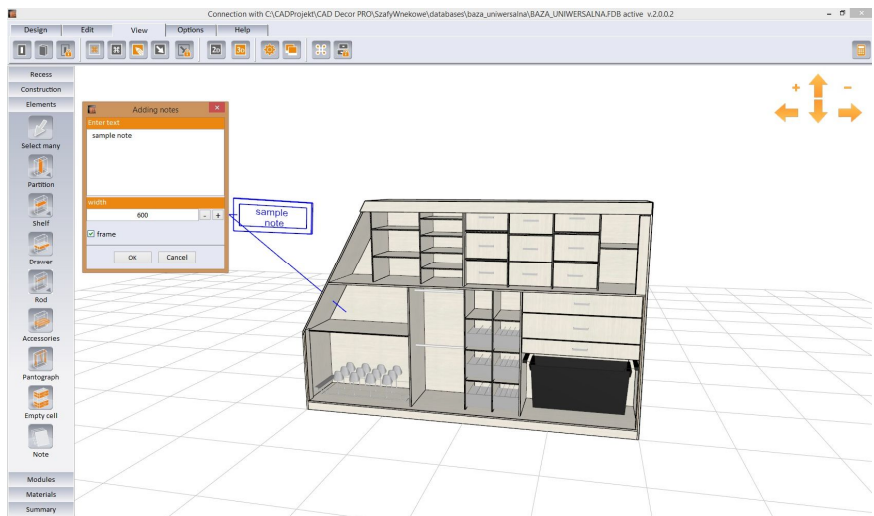 Connection with C:\CADProjekt\CAD Decor PRO\SzafyWnekowe\databases\baza_uniwersalna\BAZA_UNIWERSALNA.FDB active v.2.0.0.2
Design Edit View Options Help
2D 3D
Recess
Construction
Elements
Select many
Partition
Shelf
Drawer
Rod
Accessories
Pantograph
Empty cell
Note
Modules
Materials
Summary
Adding notes
Enter text
sample note
width
600 - +
frame
OK Cancel
sample
note
+ -